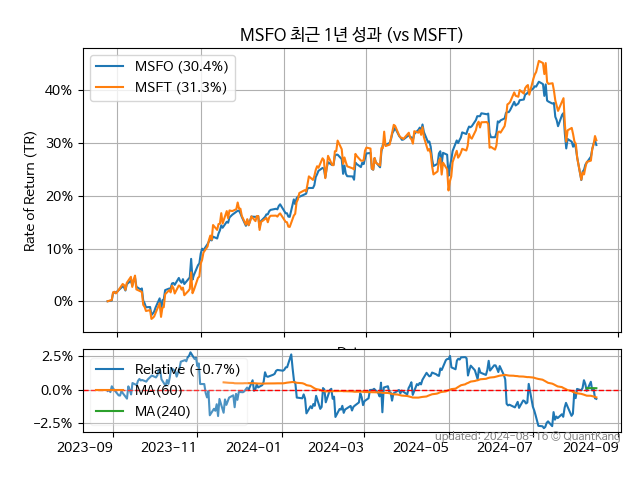 MSFO 최근 1년 성과 (vs MSFT)
MSFO (30.4%)
MSFT (31.3%)
Rate of Return (TR)
40%
30%
20%
10%
0%
2.5%
0.0%
−2.5%
Relative (−0.7%)
MA(60)
MA(240)
2023-09
2023-11
2024-01
2024-03
2024-05
2024-07
2024-09
updated: 2024-08-16 © QuantKang